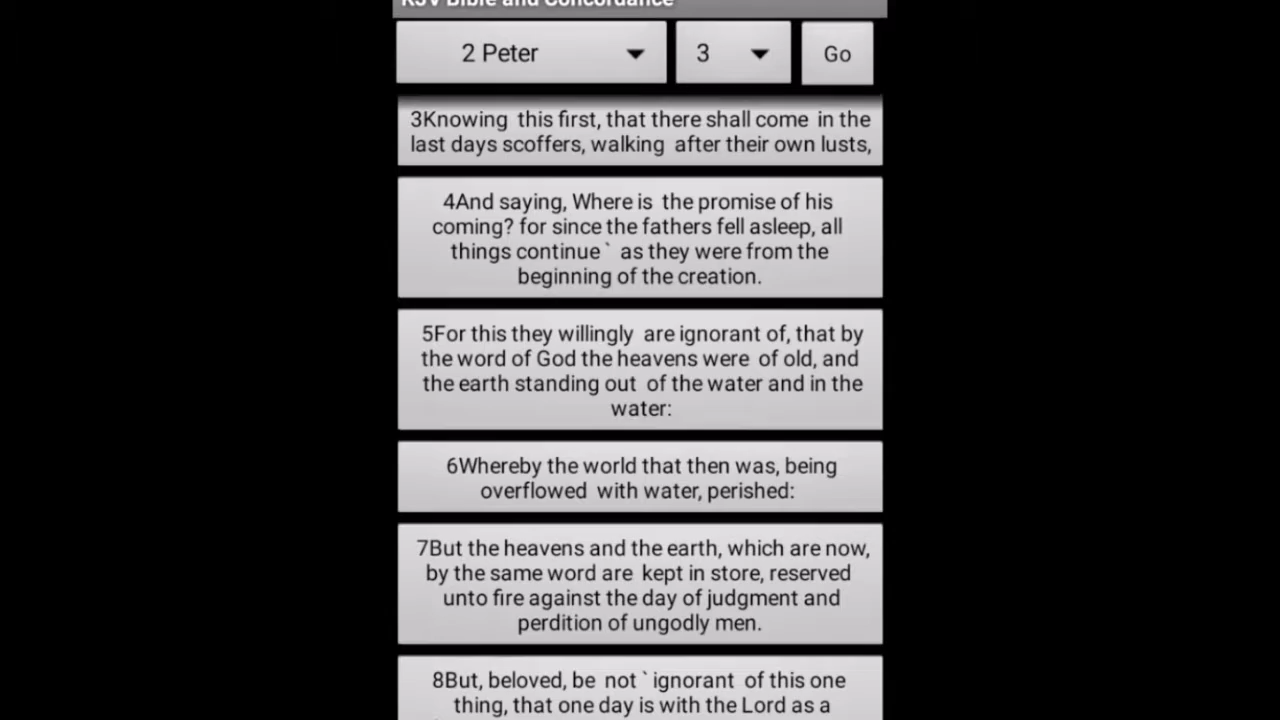 KJV Bible and Concordance
2 Peter
3
Go
3Knowing this first, that there shall come in the
last days scoffers, walking after their own lusts,
4And saying, Where is the promise of his
coming? for since the fathers fell asleep, all
things continue ` as they were from the
beginning of the creation.
5For this they willingly are ignorant of, that by
the word of God the heavens were of old, and
the earth standing out of the water and in the
water:
6Whereby the world that then was, being
overflowed with water, perished:
7But the heavens and the earth, which are now,
by the same word are kept in store, reserved
unto fire against the day of judgment and
perdition of ungodly men.
8But, beloved, be not ` ignorant of this one
thing, that one day is with the Lord as a